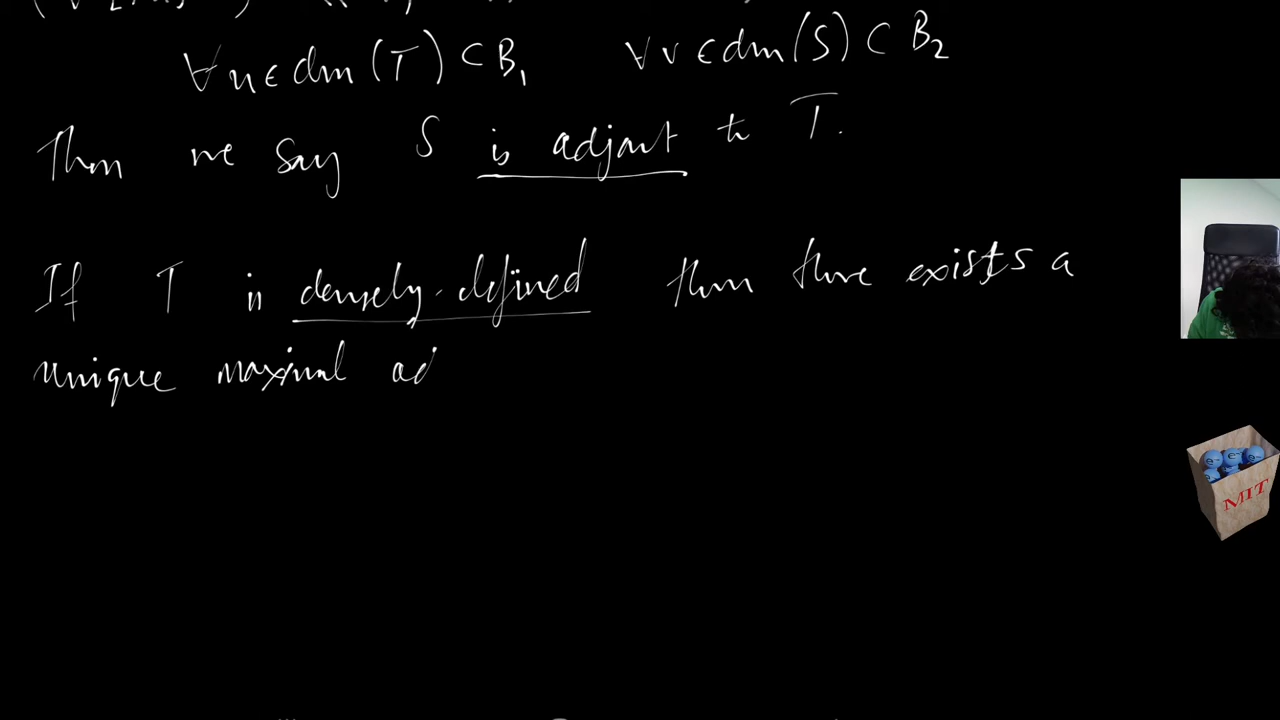 ∀u∈dm(T) ⊂ B₁ ∀v∈dm(S) ⊂ B₂
Then we say S is adjoint to T.
If T is densely-defined then there exists a
unique maximal ad
e⁻ e⁻ e⁻
MIT